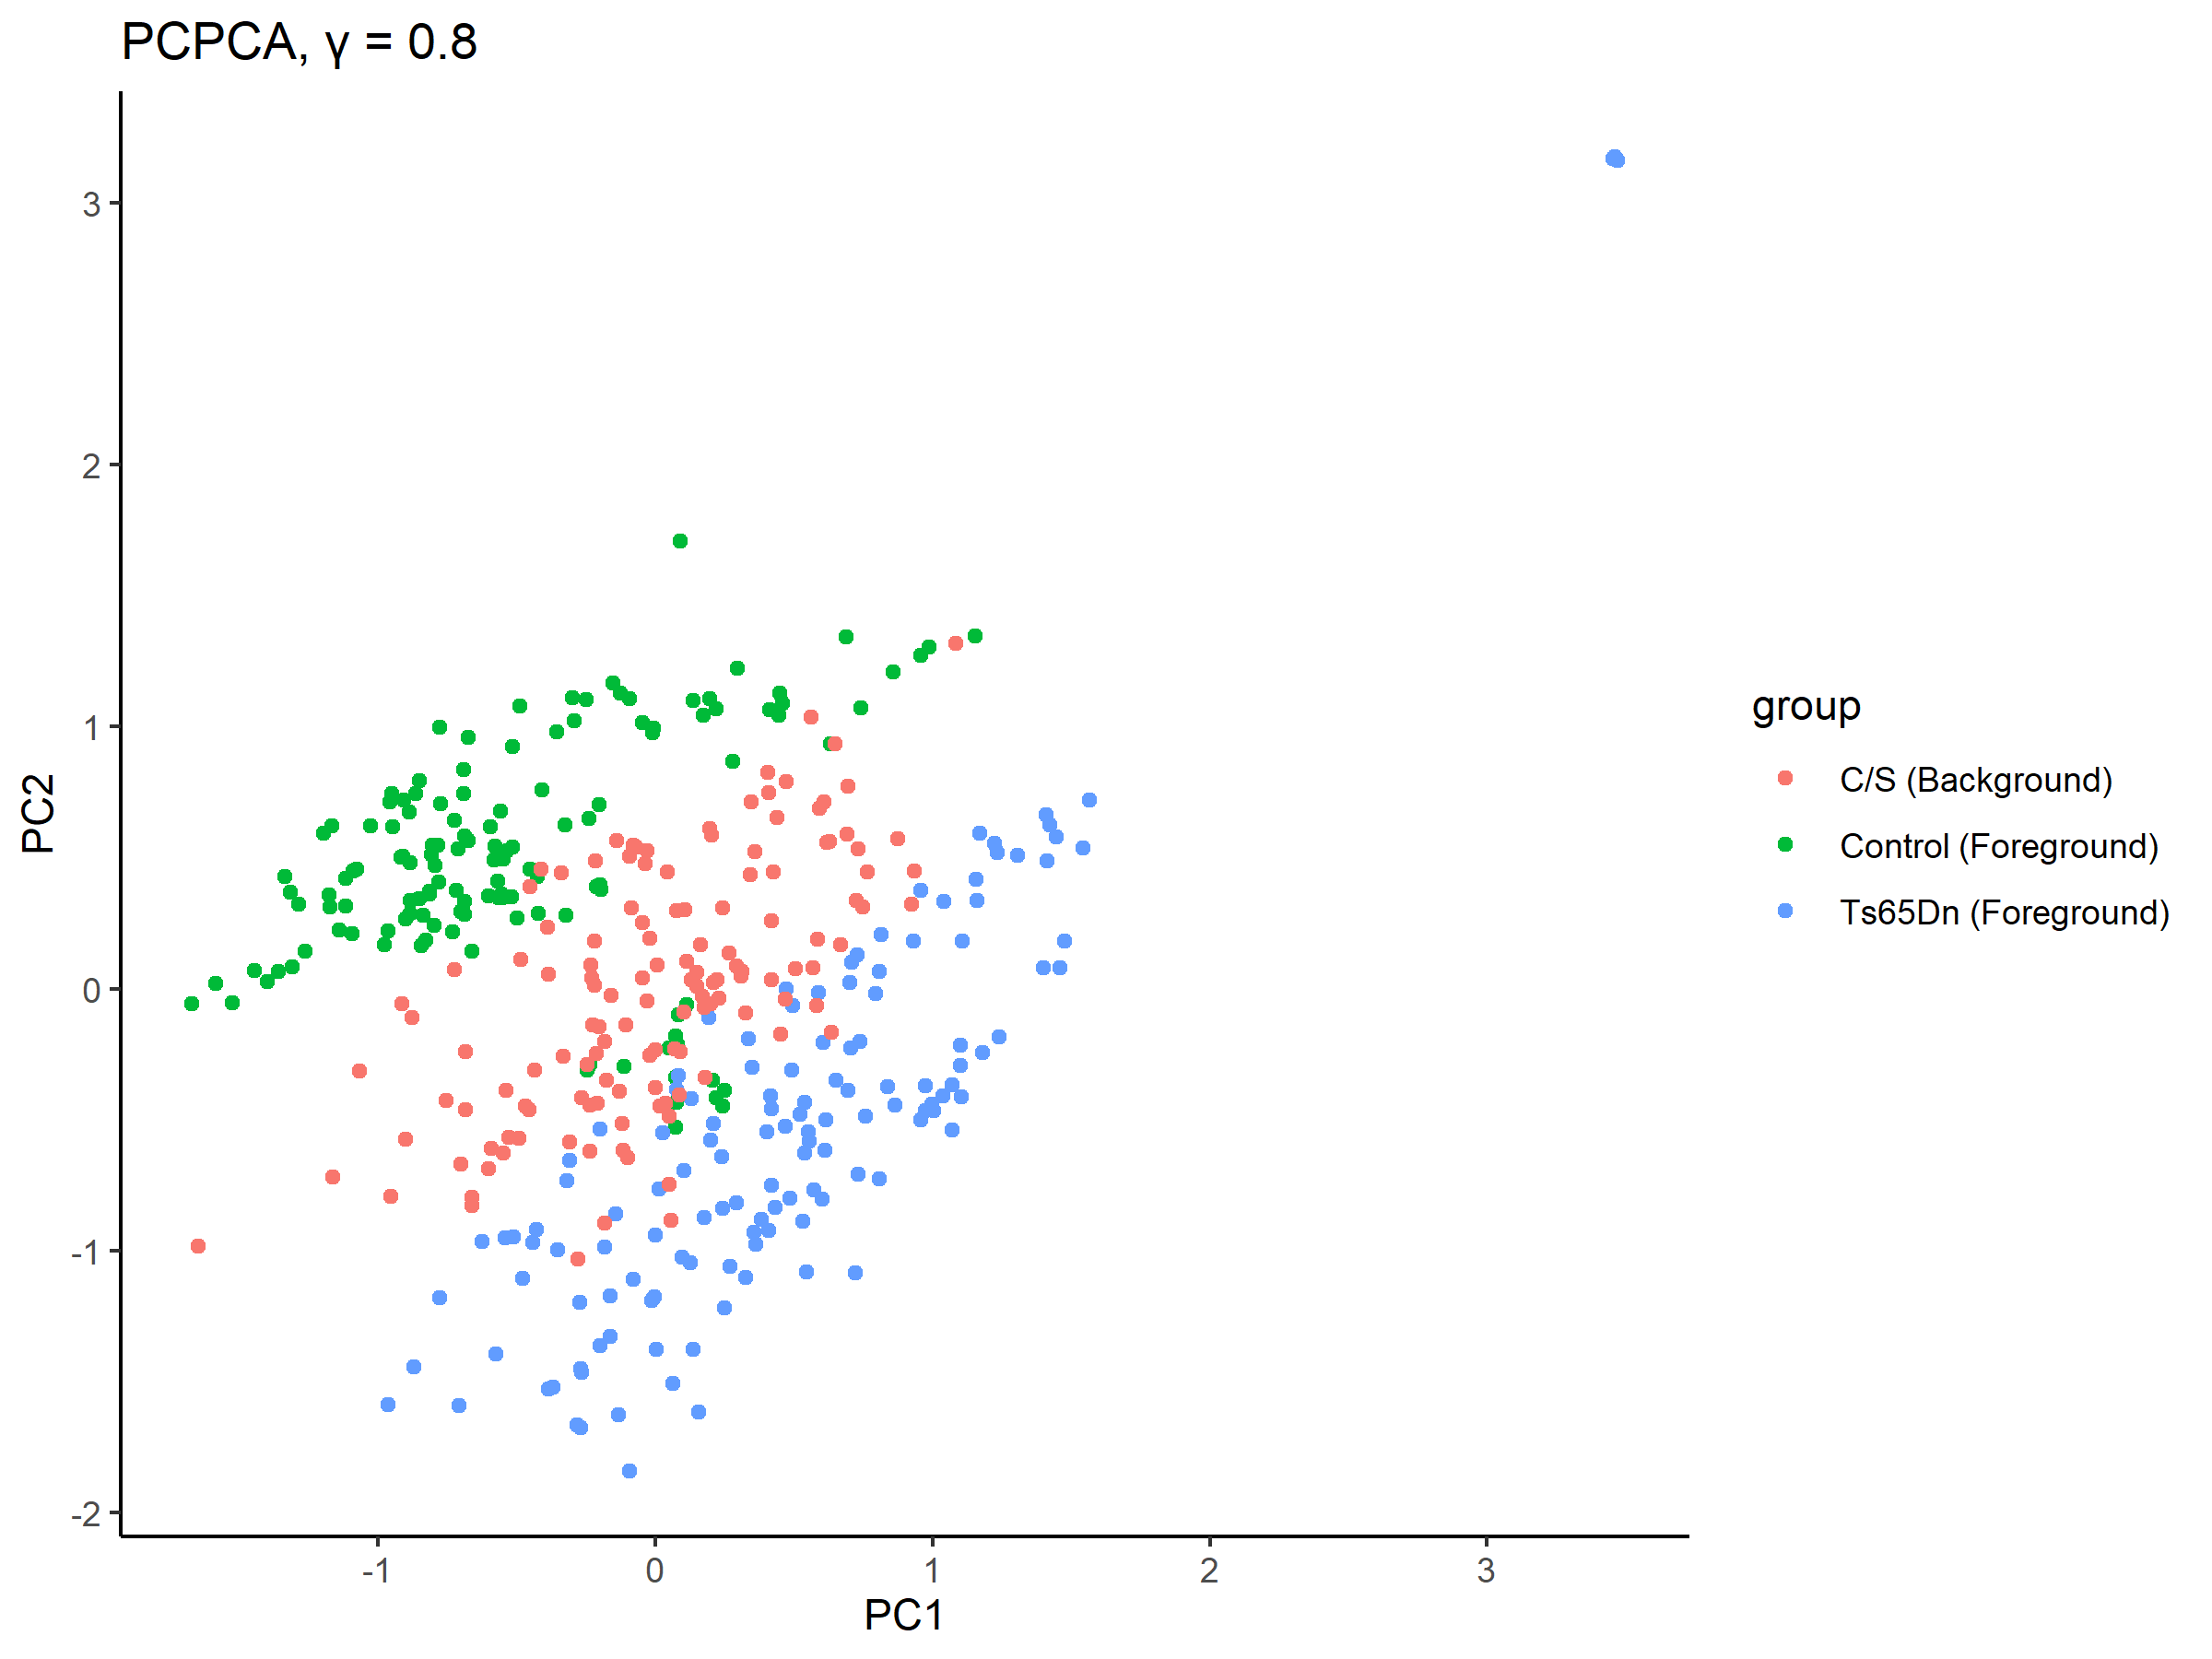 PCPCA, γ = 0.8
PC2
3
2
1
0
-1
-2
-1
0
1
2
3
PC1
group
C/S (Background)
Control (Foreground)
Ts65Dn (Foreground)